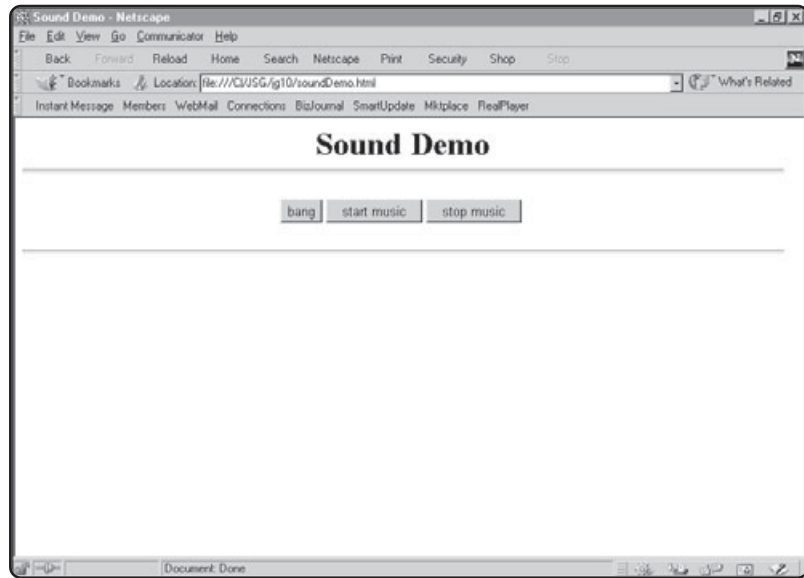 Sound Demo - Netscape
File Edit View Go Communicator Help
Back Forward Reload Home Search Netscape Print Security Shop Stop
Bookmarks Location: file:///C|/JSG/jg10/soundDemo.html What's Related
Instant Message Members WebMail Connections BizJournal SmartUpdate Mktplace RealPlayer
Sound Demo
bang start music stop music
Document: Done